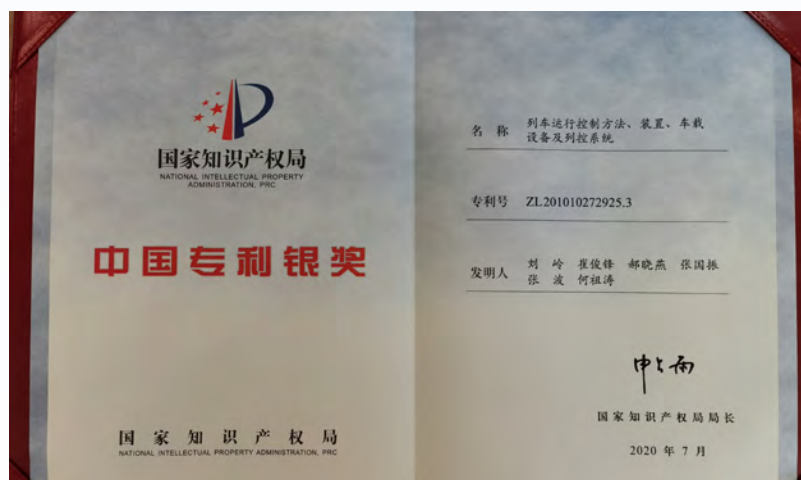 国家知识产权局
NATIONAL INTELLECTUAL PROPERTY
ADMINISTRATION, PRC
中国专利银奖
国家知识产权局
NATIONAL INTELLECTUAL PROPERTY ADMINISTRATION, PRC
名 称 列车运行控制方法、装置、车载
设备及列控系统
专利号 ZL201010272925.3
发明人 刘 岭 崔俊锋 郝晓燕 张国振
张 波 何祖涛
申长雨
国家知识产权局局长
2020 年 7 月